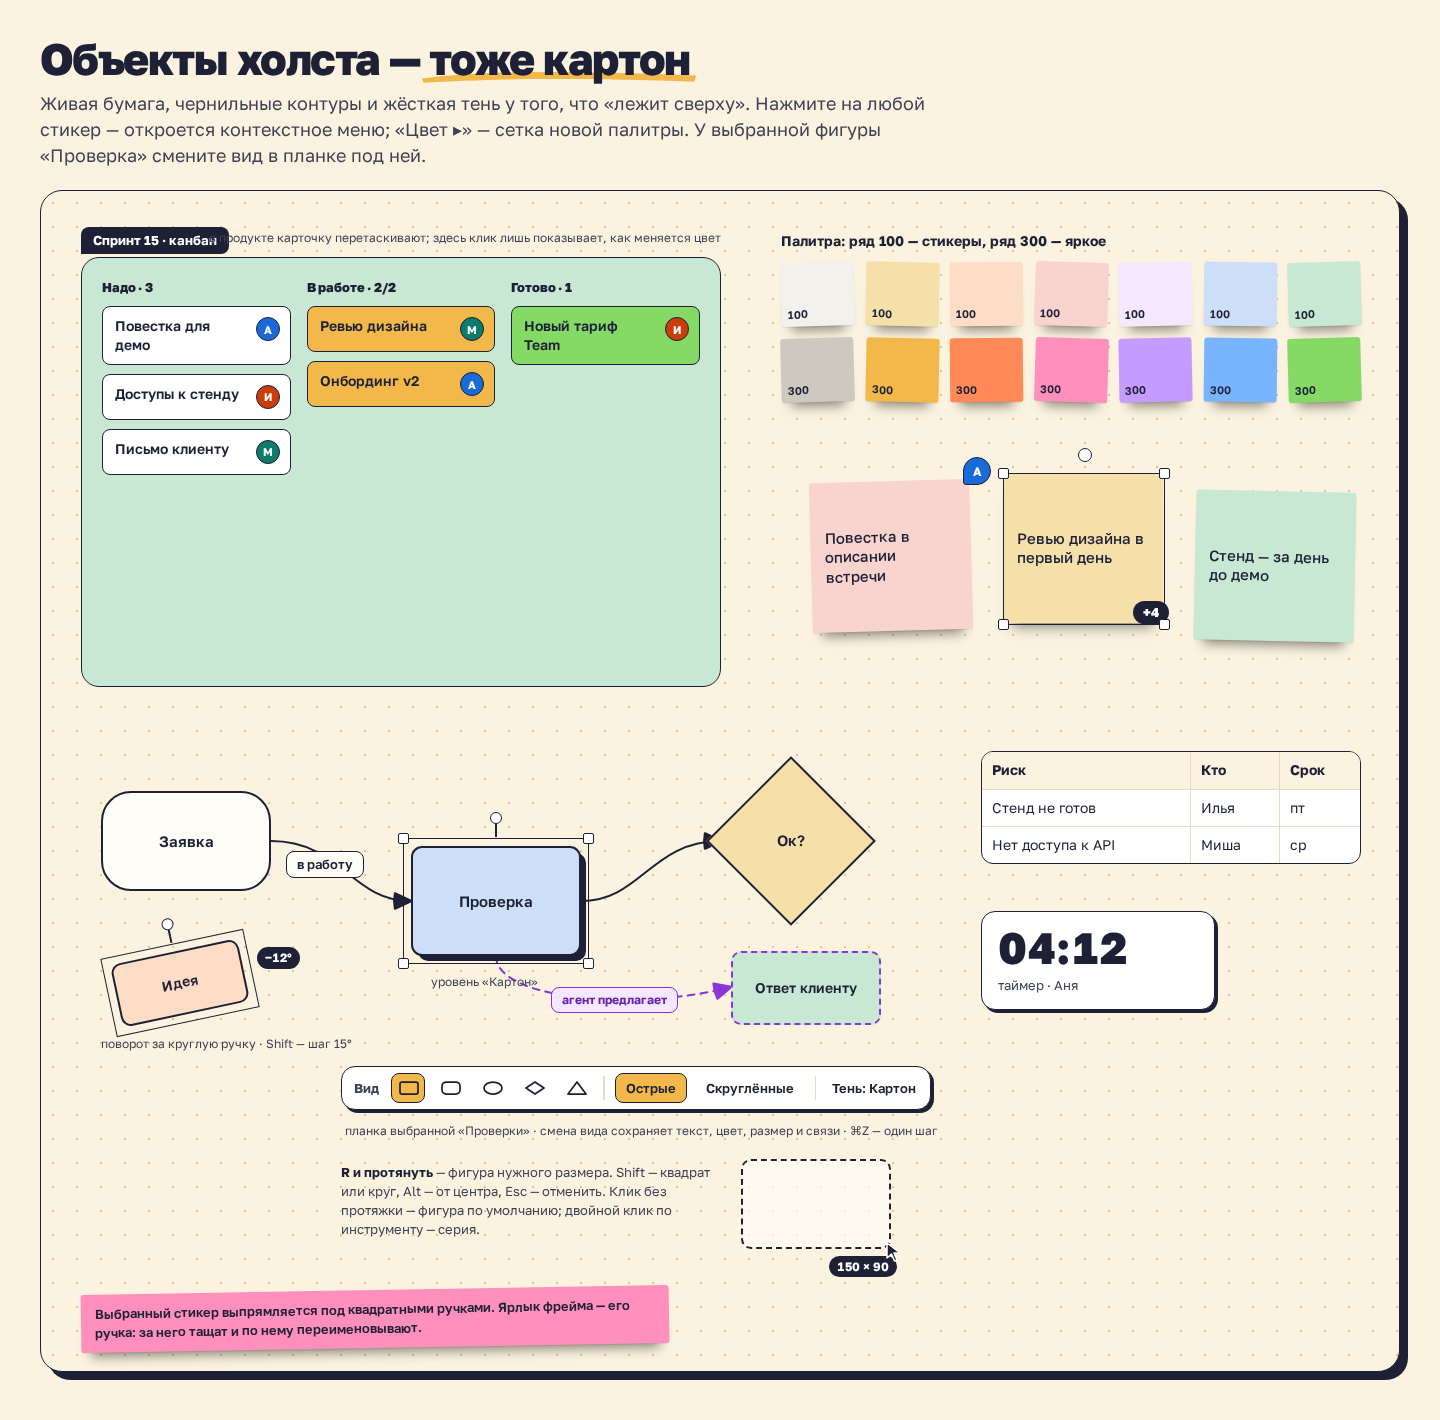 Объекты холста — тоже картон
Живая бумага, чернильные контуры и жёсткая тень у того, что «лежит сверху». Нажмите на любой
стикер — откроется контекстное меню; «Цвет ▸» — сетка новой палитры. У выбранной фигуры
«Проверка» смените вид в планке под ней.
Спринт 15 · канбан
продукте карточку перетаскивают; здесь клик лишь показывает, как меняется цвет
Надо · 3
Повестка для
демо
А
Доступы к стенду
И
Письмо клиенту
М
В работе · 2/2
Ревью дизайна
М
Онбординг v2
А
Готово · 1
Новый тариф
Team
И
Палитра: ряд 100 — стикеры, ряд 300 — яркое
100 100 100 100 100 100 100
300 300 300 300 300 300 300
Повестка в
описании
встречи
А
Ревью дизайна в
первый день
+4
Стенд — за день
до демо
Заявка
в работу
Проверка
уровень «Картон»
Ок?
агент предлагает
Ответ клиенту
Идея
−12°
поворот за круглую ручку · Shift — шаг 15°
Риск Кто Срок
Стенд не готов Илья пт
Нет доступа к API Миша ср
04:12
таймер · Аня
Вид Острые Скруглённые Тень: Картон
планка выбранной «Проверки» · смена вида сохраняет текст, цвет, размер и связи · ⌘Z — один шаг
R и протянуть — фигура нужного размера. Shift — квадрат
или круг, Alt — от центра, Esc — отменить. Клик без
протяжки — фигура по умолчанию; двойной клик по
инструменту — серия.
150 × 90
Выбранный стикер выпрямляется под квадратными ручками. Ярлык фрейма — его
ручка: за него тащат и по нему переименовывают.